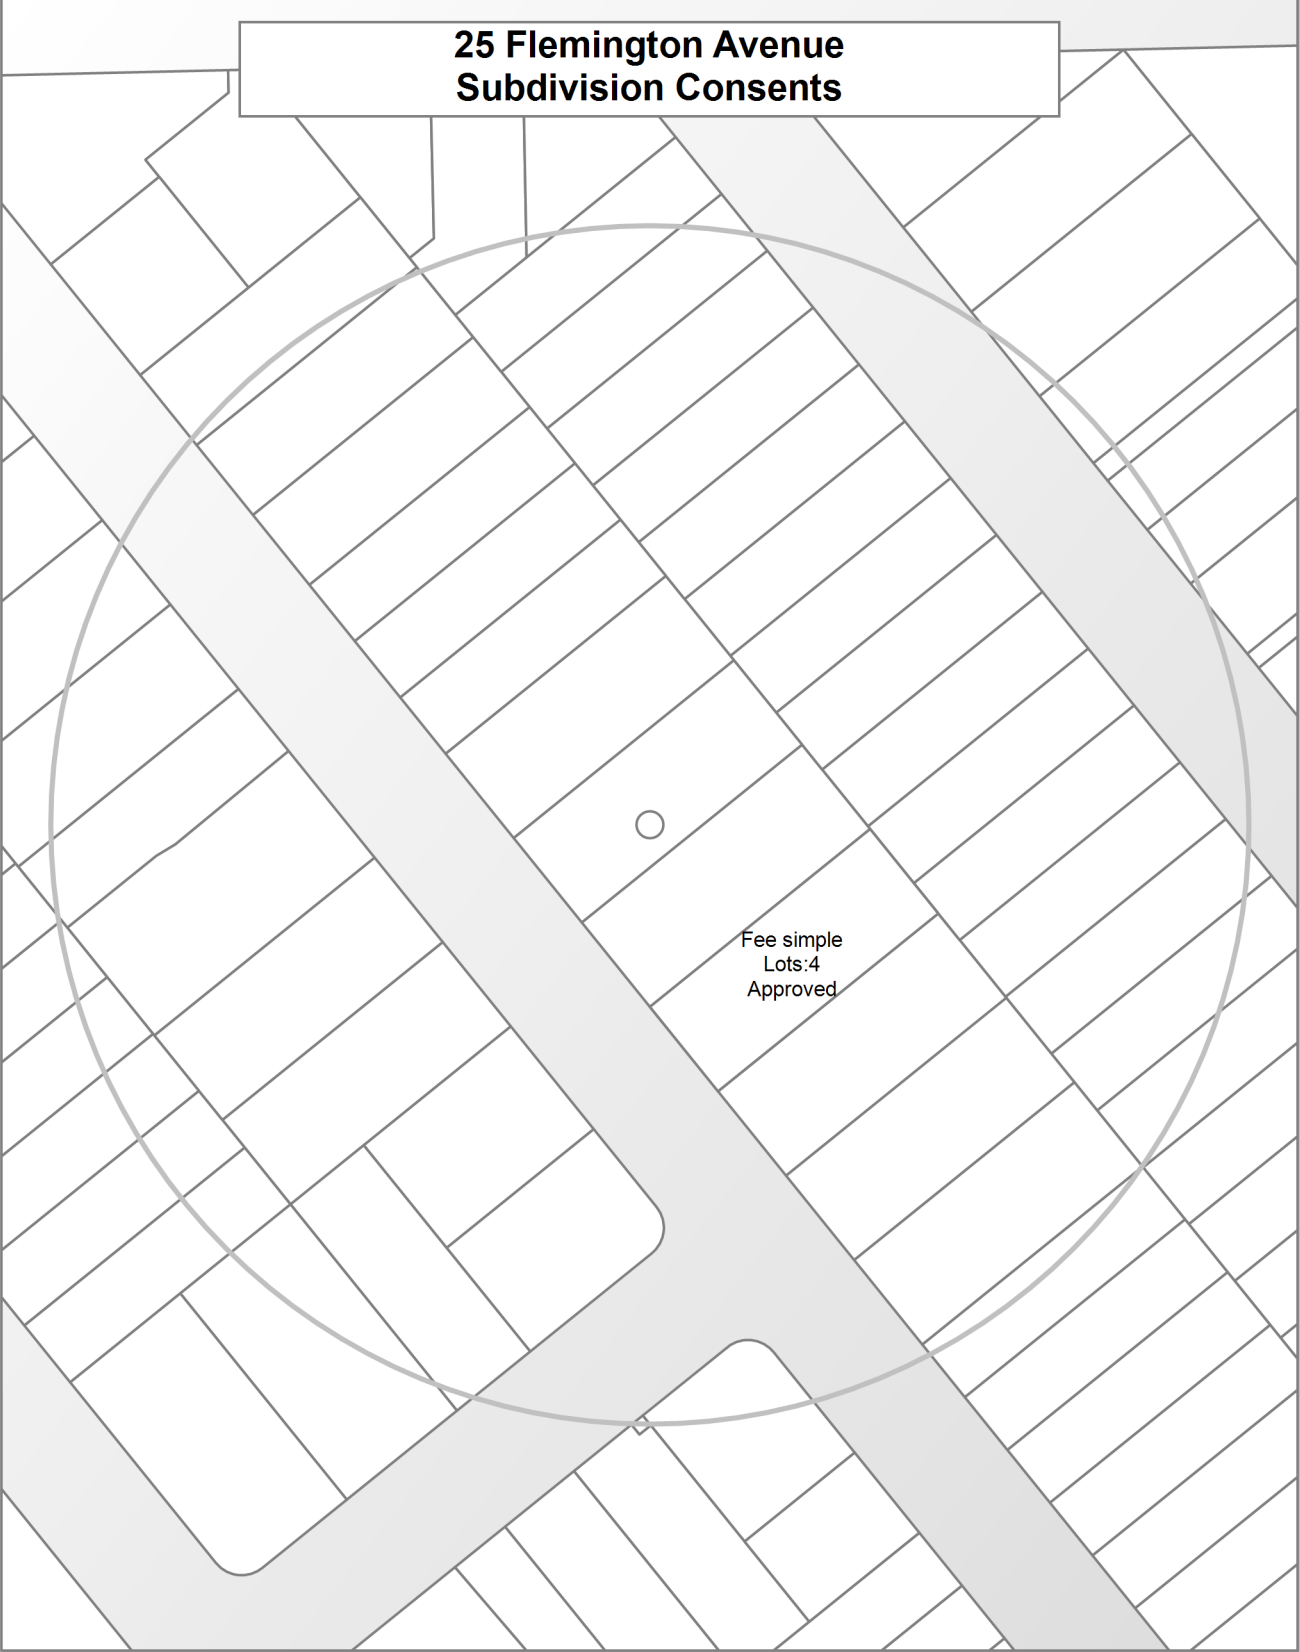 25 Flemington Avenue
Subdivision Consents
Fee simple
Lots:4
Approved